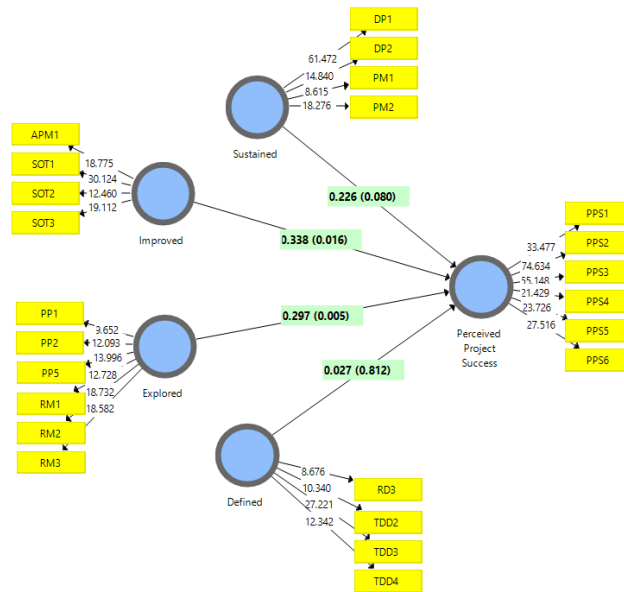 DP1
DP2
PM1
PM2
61.472
14.840
8.615
18.276
Sustained
APM1
SOT1
SOT2
SOT3
18.775
30.124
12.460
19.112
Improved
0.226 (0.080)
0.338 (0.016)
0.297 (0.005)
0.027 (0.812)
PP1
PP2
PP5
RM1
RM2
RM3
9.652
12.093
13.996
12.728
18.732
18.582
Explored
Perceived
Project
Success
33.477
74.634
55.148
21.429
23.726
27.516
PPS1
PPS2
PPS3
PPS4
PPS5
PPS6
Defined
8.676
10.340
27.221
12.342
RD3
TDD2
TDD3
TDD4